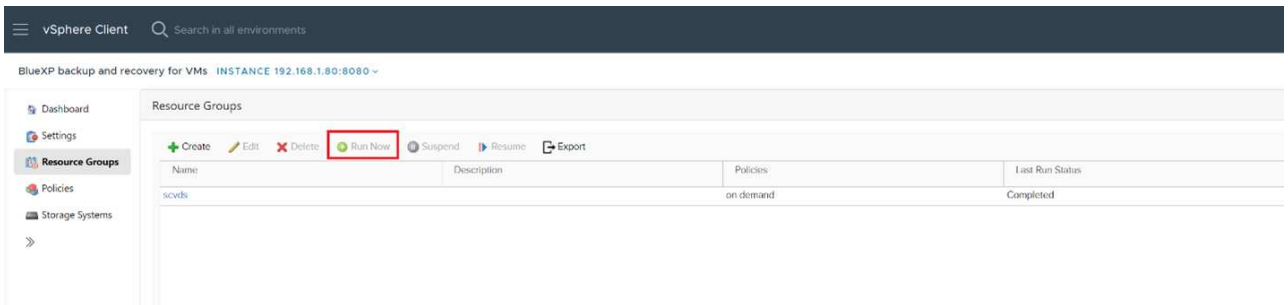 vSphere Client Search in all environments
BlueXP backup and recovery for VMs INSTANCE 192.168.1.80:8080
Dashboard
Settings
Resource Groups
Policies
Storage Systems
Resource Groups
Create Edit Delete Run Now Suspend Resume Export
Name Description Policies Last Run Status
scvds on demand Completed